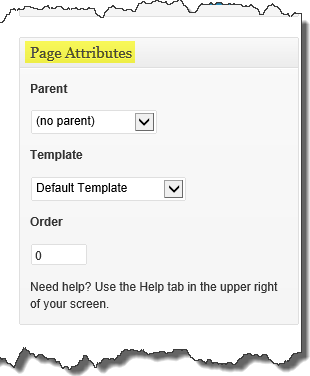 Page Attributes
Parent
(no parent)
Template
Default Template
Order
0
Need help? Use the Help tab in the upper right
of your screen.